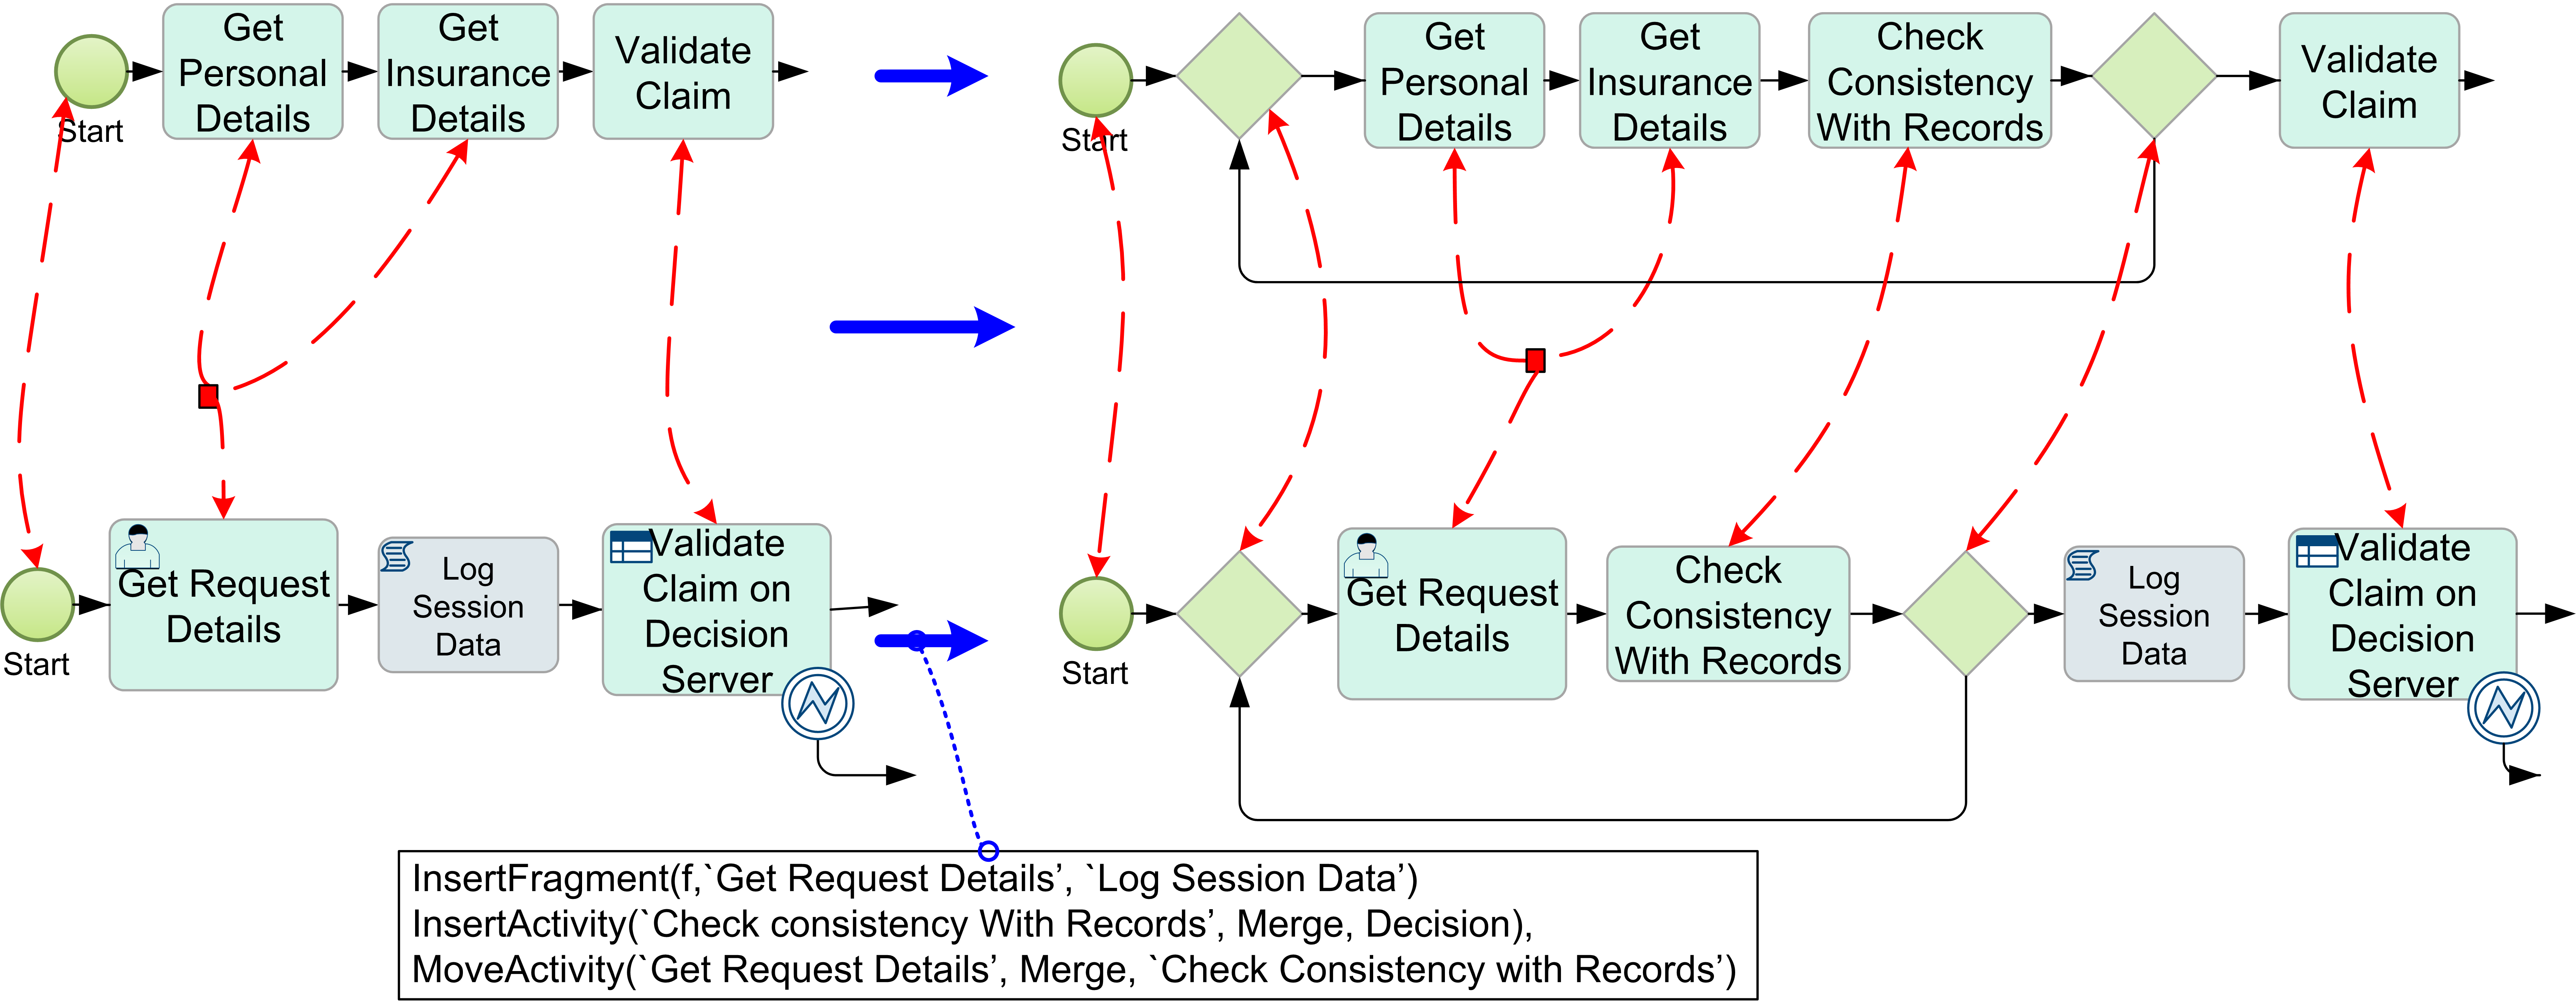 Start
Get
Personal
Details
Get
Insurance
Details
Validate
Claim
Start
Get
Personal
Details
Get
Insurance
Details
Check
Consistency
With Records
Validate
Claim
Start
Get Request
Details
Log
Session
Data
Validate
Claim on
Decision
Server
Start
Get Request
Details
Check
Consistency
With Records
Log
Session
Data
Validate
Claim on
Decision
Server
InsertFragment(f,`Get Request Details’, `Log Session Data’)
InsertActivity(`Check consistency With Records’, Merge, Decision),
MoveActivity(`Get Request Details’, Merge, `Check Consistency with Records’)